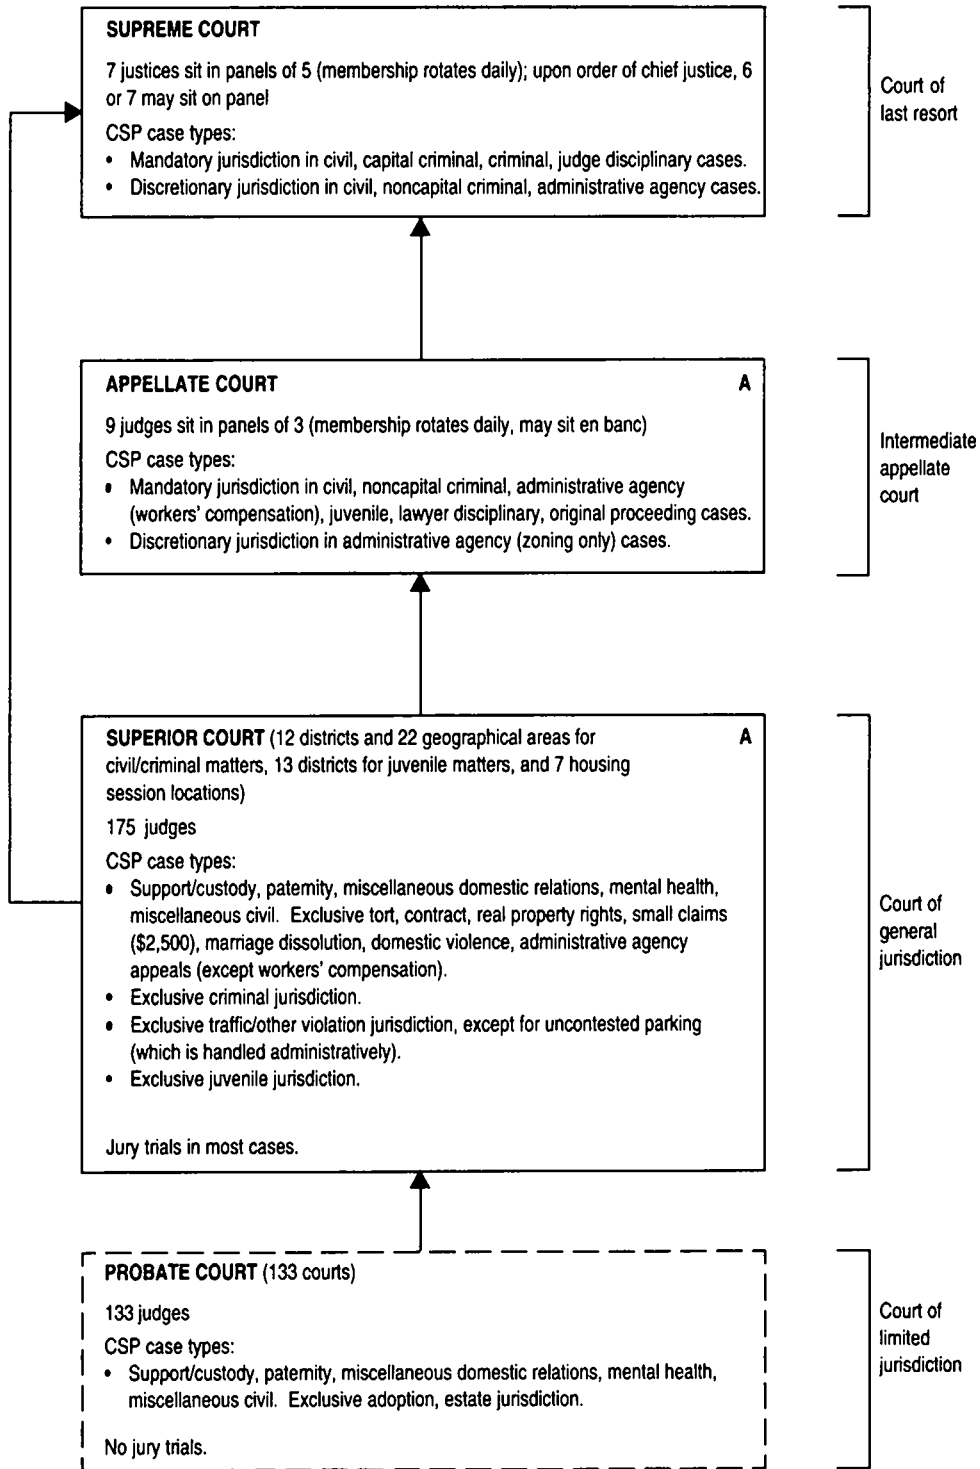 SUPREME COURT
7 justices sit in panels of 5 (membership rotates daily); upon order of chief justice, 6
or 7 may sit on panel
CSP case types:
• Mandatory jurisdiction in civil, capital criminal, criminal, judge disciplinary cases.
• Discretionary jurisdiction in civil, noncapital criminal, administrative agency cases.
Court of
last resort
APPELLATE COURT A
9 judges sit in panels of 3 (membership rotates daily, may sit en banc)
CSP case types:
• Mandatory jurisdiction in civil, noncapital criminal, administrative agency
(workers' compensation), juvenile, lawyer disciplinary, original proceeding cases.
• Discretionary jurisdiction in administrative agency (zoning only) cases.
Intermediate
appellate
court
SUPERIOR COURT (12 districts and 22 geographical areas for A
civil/criminal matters, 13 districts for juvenile matters, and 7 housing
session locations)
175 judges
CSP case types:
• Support/custody, paternity, miscellaneous domestic relations, mental health,
miscellaneous civil. Exclusive tort, contract, real property rights, small claims
($2,500), marriage dissolution, domestic violence, administrative agency
appeals (except workers' compensation).
• Exclusive criminal jurisdiction.
• Exclusive traffic/other violation jurisdiction, except for uncontested parking
(which is handled administratively).
• Exclusive juvenile jurisdiction.
Jury trials in most cases.
Court of
general
jurisdiction
PROBATE COURT (133 courts)
133 judges
CSP case types:
• Support/custody, paternity, miscellaneous domestic relations, mental health,
miscellaneous civil. Exclusive adoption, estate jurisdiction.
No jury trials.
Court of
limited
jurisdiction